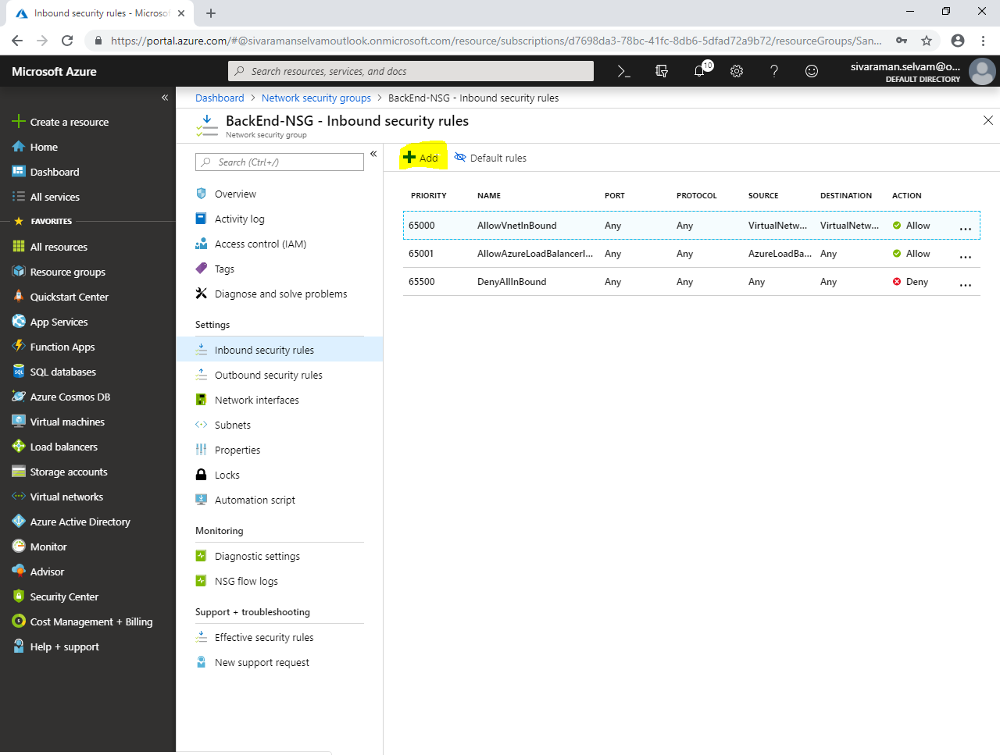 Inbound security rules - Microsof
https://portal.azure.com/#@sivaramanselvamoutlook.onmicrosoft.com/resource/subscriptions/d7698da3-78bc-41fc-8db6-5dfad72a9b72/resourceGroups/San...
Microsoft Azure
Search resources, services, and docs
10
sivaraman.selvam@o...
DEFAULT DIRECTORY
Create a resource
Home
Dashboard
All services
FAVORITES
All resources
Resource groups
Quickstart Center
App Services
Function Apps
SQL databases
Azure Cosmos DB
Virtual machines
Load balancers
Storage accounts
Virtual networks
Azure Active Directory
Monitor
Advisor
Security Center
Cost Management + Billing
Help + support
Dashboard > Network security groups > BackEnd-NSG - Inbound security rules
BackEnd-NSG - Inbound security rules
Network security group
Search (Ctrl+/)
Overview
Activity log
Access control (IAM)
Tags
Diagnose and solve problems
Settings
Inbound security rules
Outbound security rules
Network interfaces
Subnets
Properties
Locks
Automation script
Monitoring
Diagnostic settings
NSG flow logs
Support + troubleshooting
Effective security rules
New support request
Add Default rules
PRIORITY NAME PORT PROTOCOL SOURCE DESTINATION ACTION
65000 AllowVnetInBound Any Any VirtualNetw... VirtualNetw... Allow ...
65001 AllowAzureLoadBalancerI... Any Any AzureLoadBa... Any Allow ...
65500 DenyAllInBound Any Any Any Any Deny ...